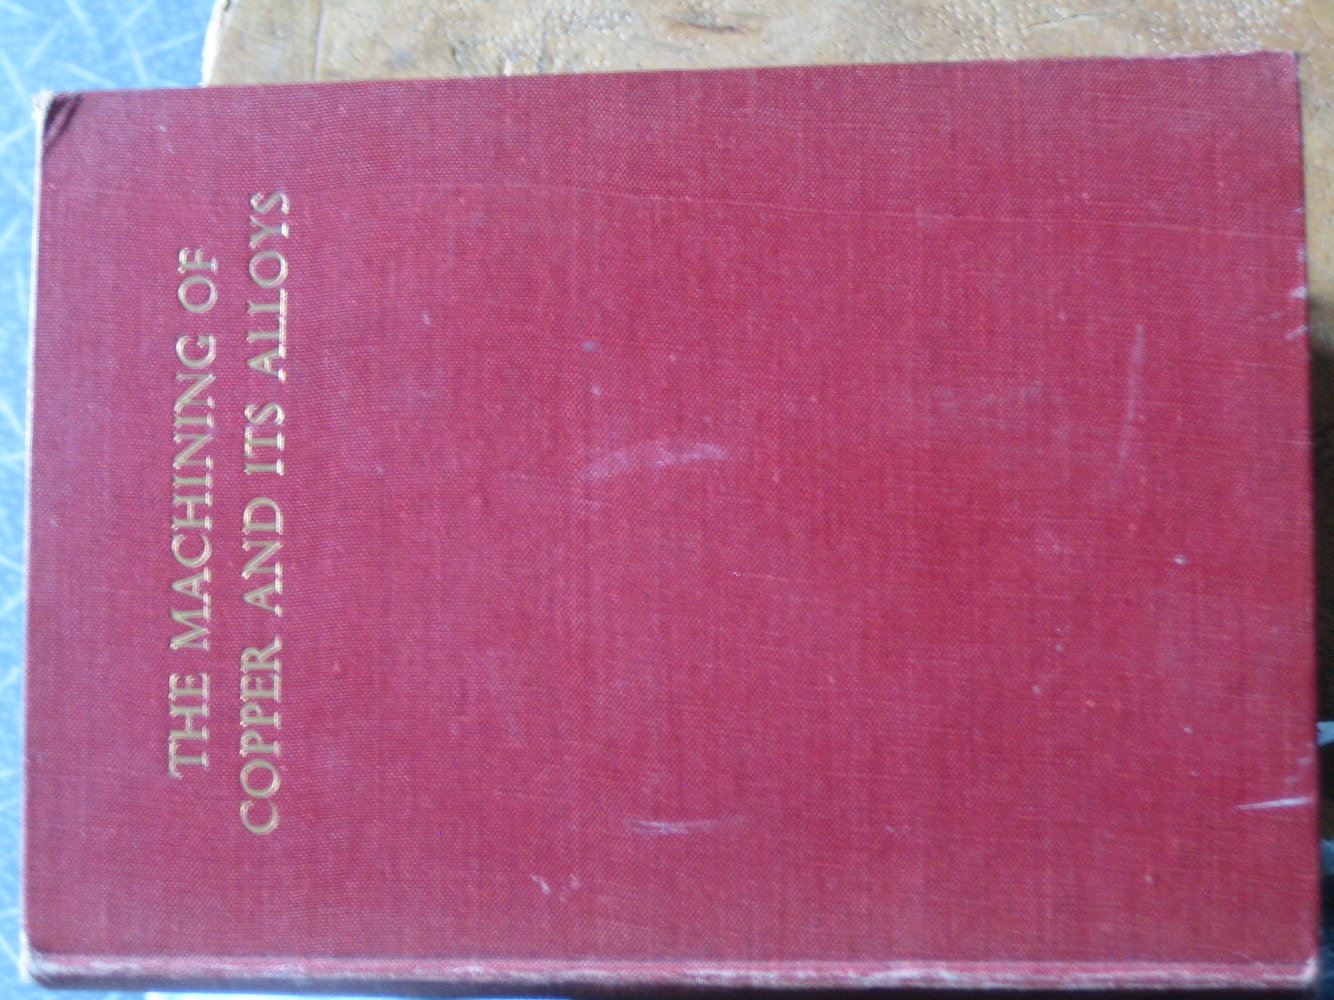 THE MACHINING OF
COPPER AND ITS ALLOYS